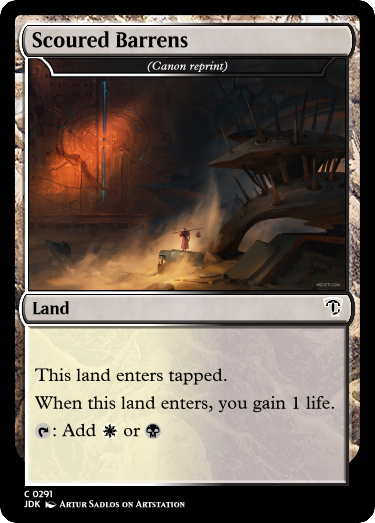 Scoured Barrens
(Canon reprint)
Land
This land enters tapped.
When this land enters, you gain 1 life.
: Add or
C 0291
JDK Artur Sadlos on Artstation